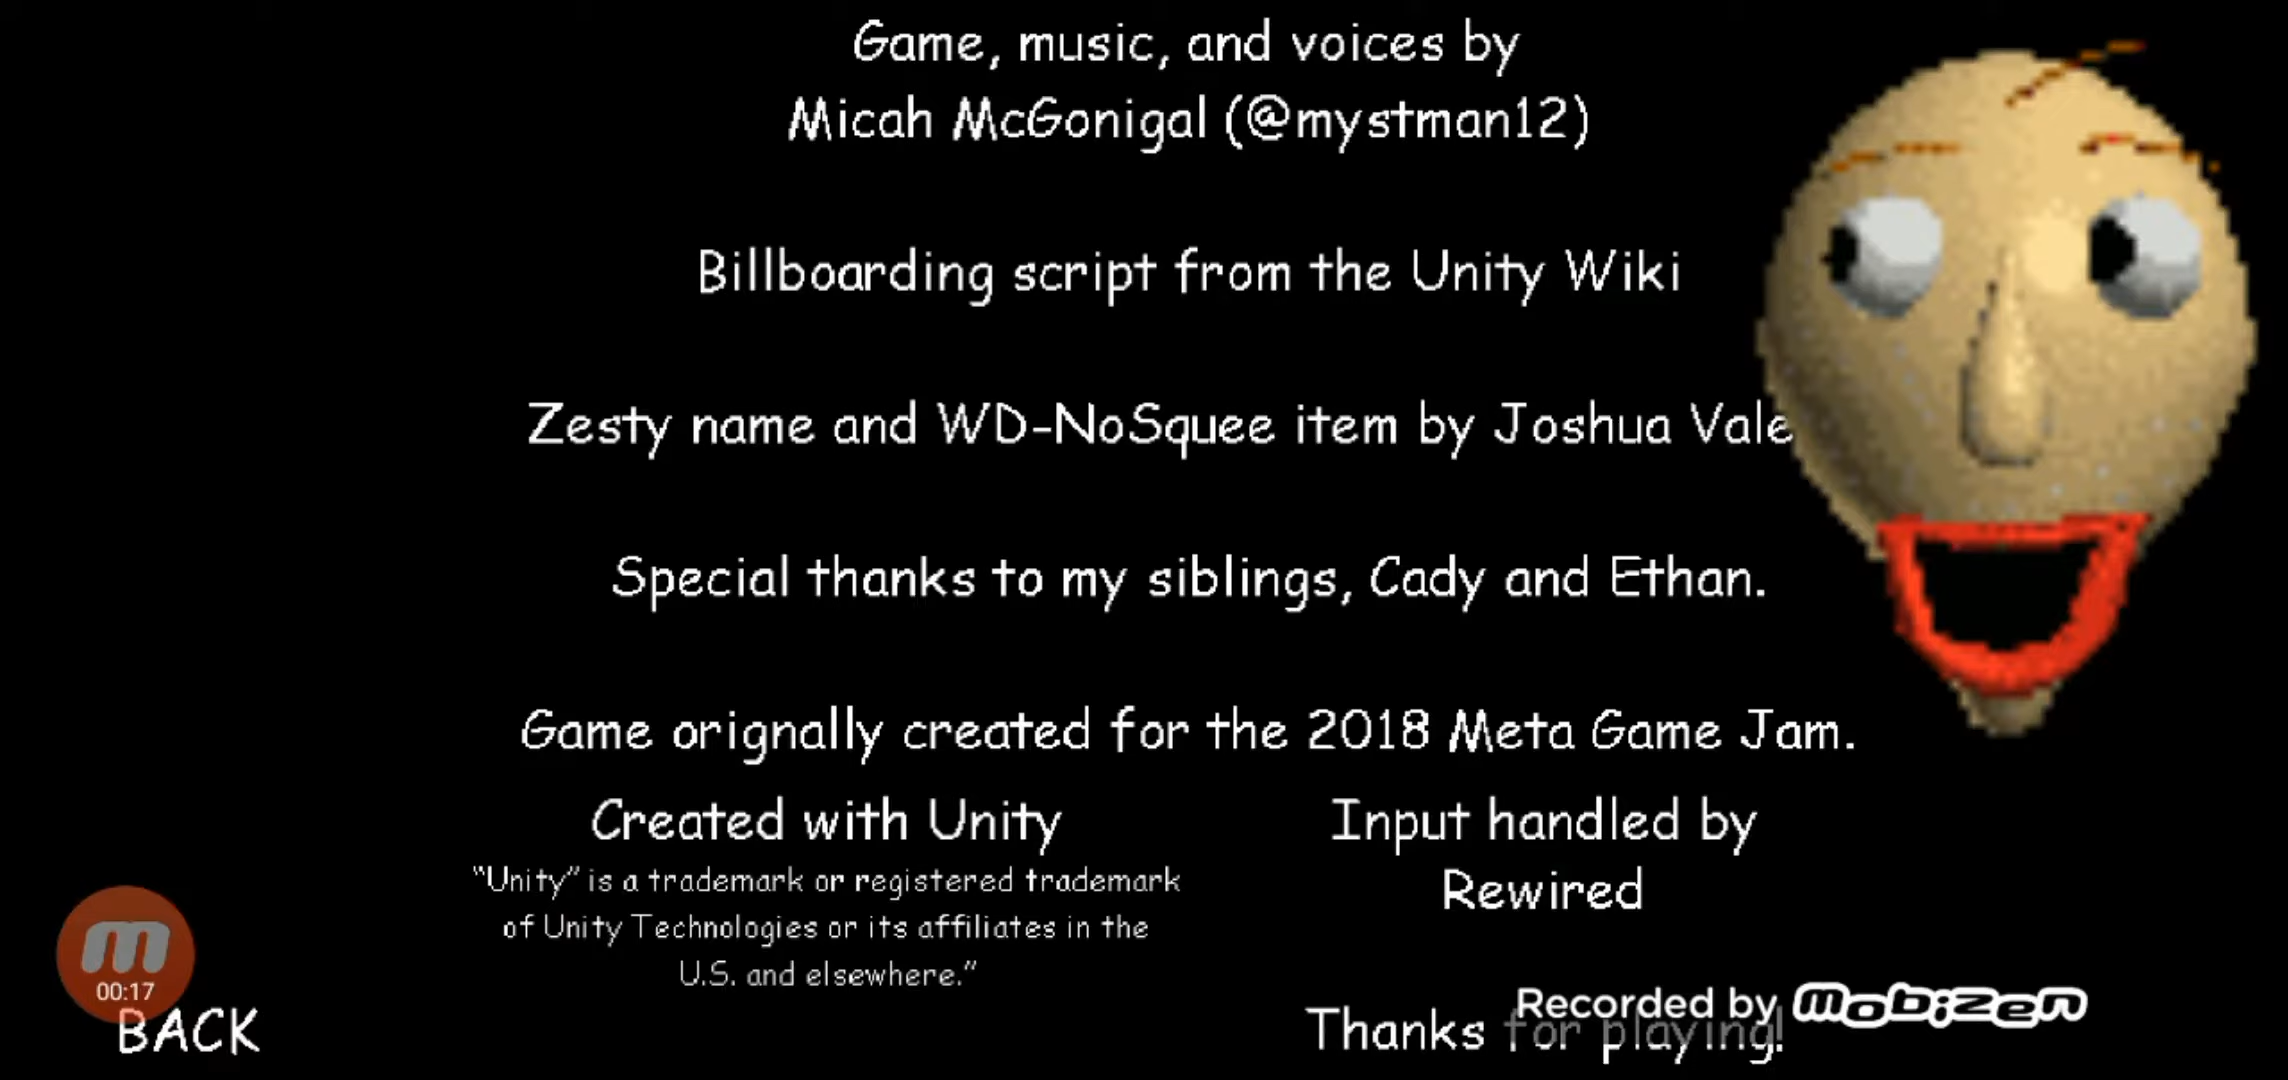 Game, music, and voices by
Micah McGonigal (@mystman12)
Billboarding script from the Unity Wiki
Zesty name and WD-NoSquee item by Joshua Vale
Special thanks to my siblings, Cady and Ethan.
Game orignally created for the 2018 Meta Game Jam.
Created with Unity
"Unity" is a trademark or registered trademark
of Unity Technologies or its affiliates in the
U.S. and elsewhere."
Input handled by
Rewired
m
00:17
BACK
Recorded by mobizen
Thanks for playing!